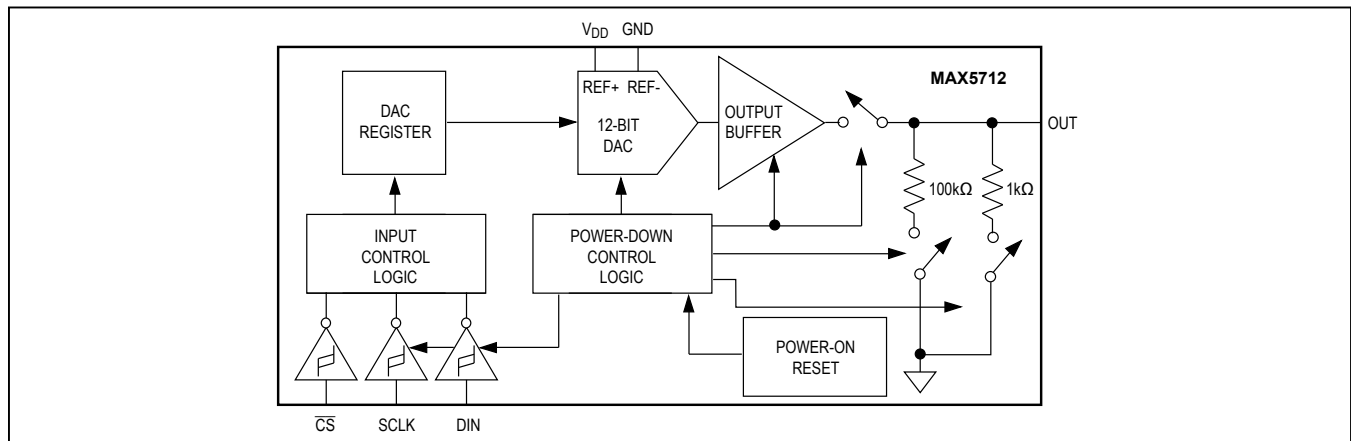 VDD GND
MAX5712
REF+ REF-
DAC
REGISTER
12-BIT
DAC
OUTPUT
BUFFER
OUT
100kΩ
1kΩ
INPUT
CONTROL
LOGIC
POWER-DOWN
CONTROL
LOGIC
POWER-ON
RESET
CS SCLK DIN